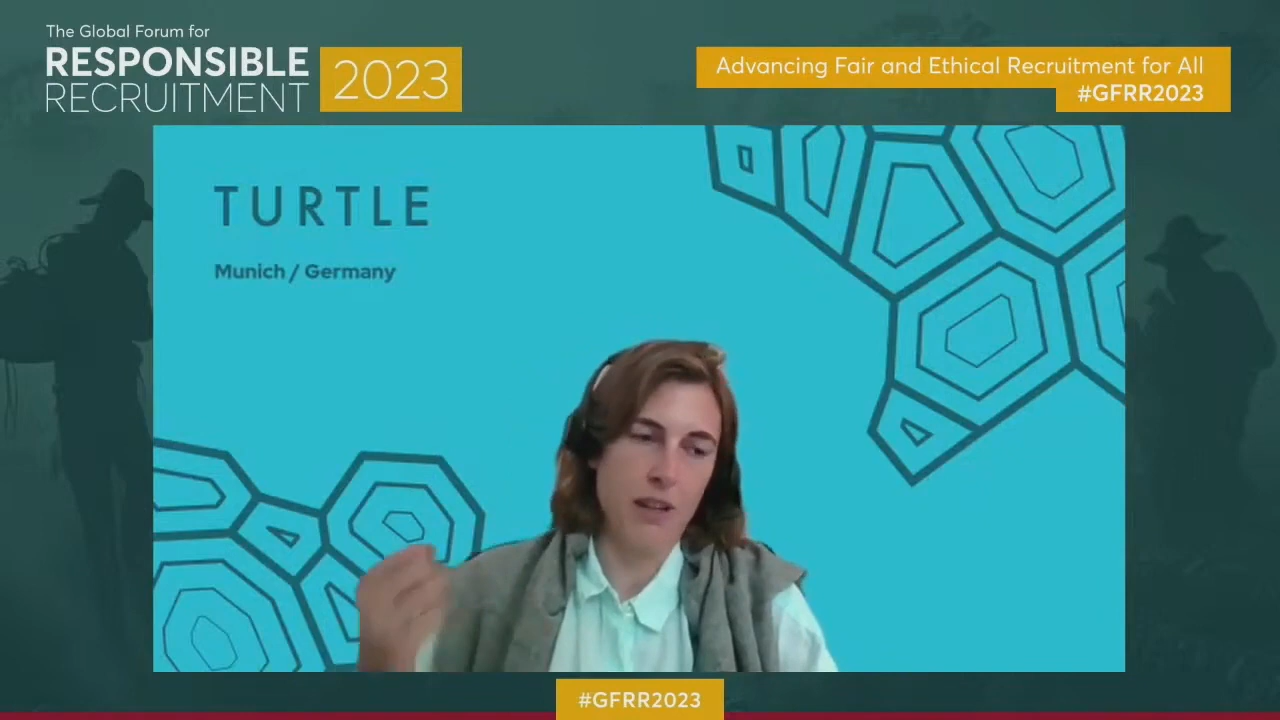 The Global Forum for
RESPONSIBLE
RECRUITMENT
2023
Advancing Fair and Ethical Recruitment for All
#GFRR2023
TURTLE
Munich / Germany
#GFRR2023